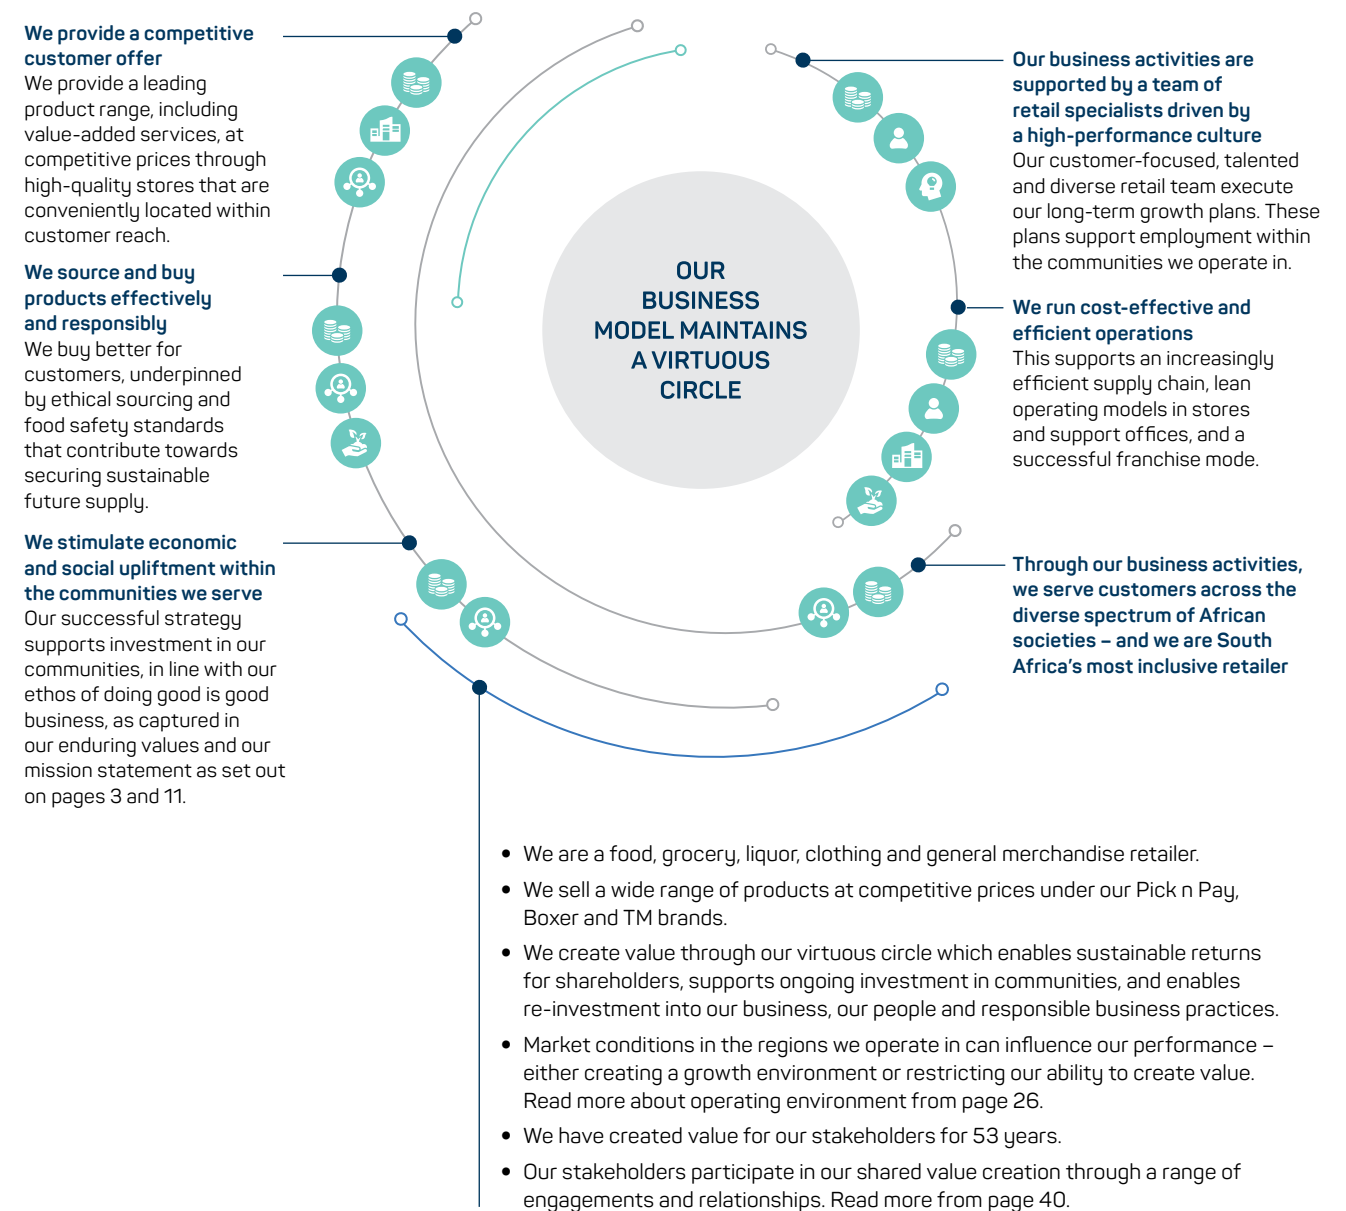 We provide a competitive
customer offer
We provide a leading
product range, including
value-added services, at
competitive prices through
high-quality stores that are
conveniently located within
customer reach.
We source and buy
products effectively
and responsibly
We buy better for
customers, underpinned
by ethical sourcing and
food safety standards
that contribute towards
securing sustainable
future supply.
We stimulate economic
and social upliftment within
the communities we serve
Our successful strategy
supports investment in our
communities, in line with our
ethos of doing good is good
business, as captured in
our enduring values and our
mission statement as set out
on pages 3 and 11.
OUR
BUSINESS
MODEL MAINTAINS
A VIRTUOUS
CIRCLE
Our business activities are
supported by a team of
retail specialists driven by
a high-performance culture
Our customer-focused, talented
and diverse retail team execute
our long-term growth plans. These
plans support employment within
the communities we operate in.
We run cost-effective and
efficient operations
This supports an increasingly
efficient supply chain, lean
operating models in stores
and support offices, and a
successful franchise mode.
Through our business activities,
we serve customers across the
diverse spectrum of African
societies – and we are South
Africa's most inclusive retailer
• We are a food, grocery, liquor, clothing and general merchandise retailer.
• We sell a wide range of products at competitive prices under our Pick n Pay,
Boxer and TM brands.
• We create value through our virtuous circle which enables sustainable returns
for shareholders, supports ongoing investment in communities, and enables
re-investment into our business, our people and responsible business practices.
• Market conditions in the regions we operate in can influence our performance –
either creating a growth environment or restricting our ability to create value.
Read more about operating environment from page 26.
• We have created value for our stakeholders for 53 years.
• Our stakeholders participate in our shared value creation through a range of
engagements and relationships. Read more from page 40.